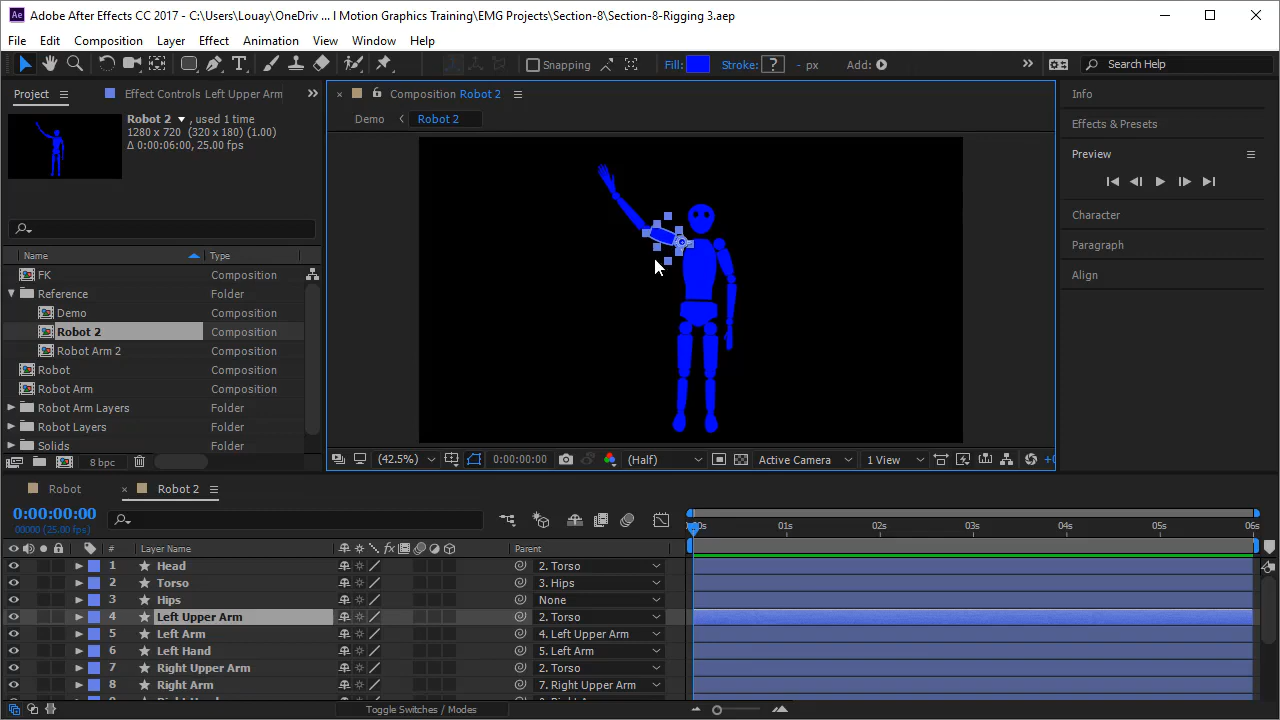 Ae Adobe After Effects CC 2017 - C:\Users\Louay\OneDriv ... l Motion Graphics Training\EMG Projects\Section-8\Section-8-Rigging 3.aep
File Edit Composition Layer Effect Animation View Window Help
Snapping Fill: Stroke: ? - px Add: Search Help
Project Effect Controls Left Upper Arm
Composition Robot 2
Info
Robot 2 , used 1 time
1280 x 720 (320 x 180) (1.00)
Δ 0:00:06:00, 25.00 fps
Demo Robot 2
Effects & Presets
Preview
Character
Paragraph
Align
Name Type
FK Composition
Reference Folder
Demo Composition
Robot 2 Composition
Robot Arm 2 Composition
Robot Composition
Robot Arm Composition
Robot Arm Layers Folder
Robot Layers Folder
Solids Folder
8 bpc
(42.5%) 0:00:00:00 (Half) Active Camera 1 View +0
Robot Robot 2
0:00:00:00
00000 (25.00 fps)
:00s 01s 02s 03s 04s 05s 06s
# Layer Name fx Parent
1 Head 2. Torso
2 Torso 3. Hips
3 Hips None
4 Left Upper Arm 2. Torso
5 Left Arm 4. Left Upper Arm
6 Left Hand 5. Left Arm
7 Right Upper Arm 2. Torso
8 Right Arm 7. Right Upper Arm
Toggle Switches / Modes